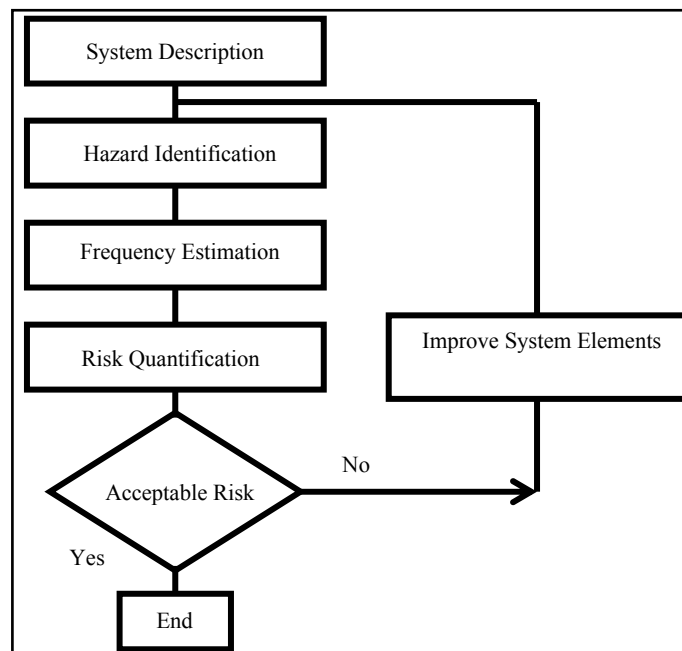 System Description
Hazard Identification
Frequency Estimation
Risk Quantification
Improve System Elements
No
Acceptable Risk
Yes
End